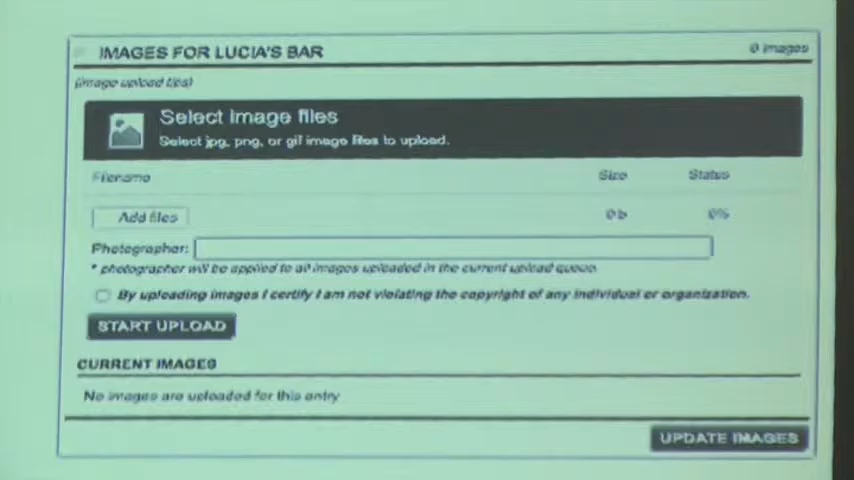 IMAGES FOR LUCIA'S BAR
0 images
(image upload tips)
Select image files
Select jpg, png, or gif image files to upload.
Filename Size Status
Add files 0 b 0%
Photographer:
* photographer will be applied to all images uploaded in the current upload queue.
By uploading images I certify I am not violating the copyright of any individual or organization.
START UPLOAD
CURRENT IMAGES
No images are uploaded for this entry
UPDATE IMAGES